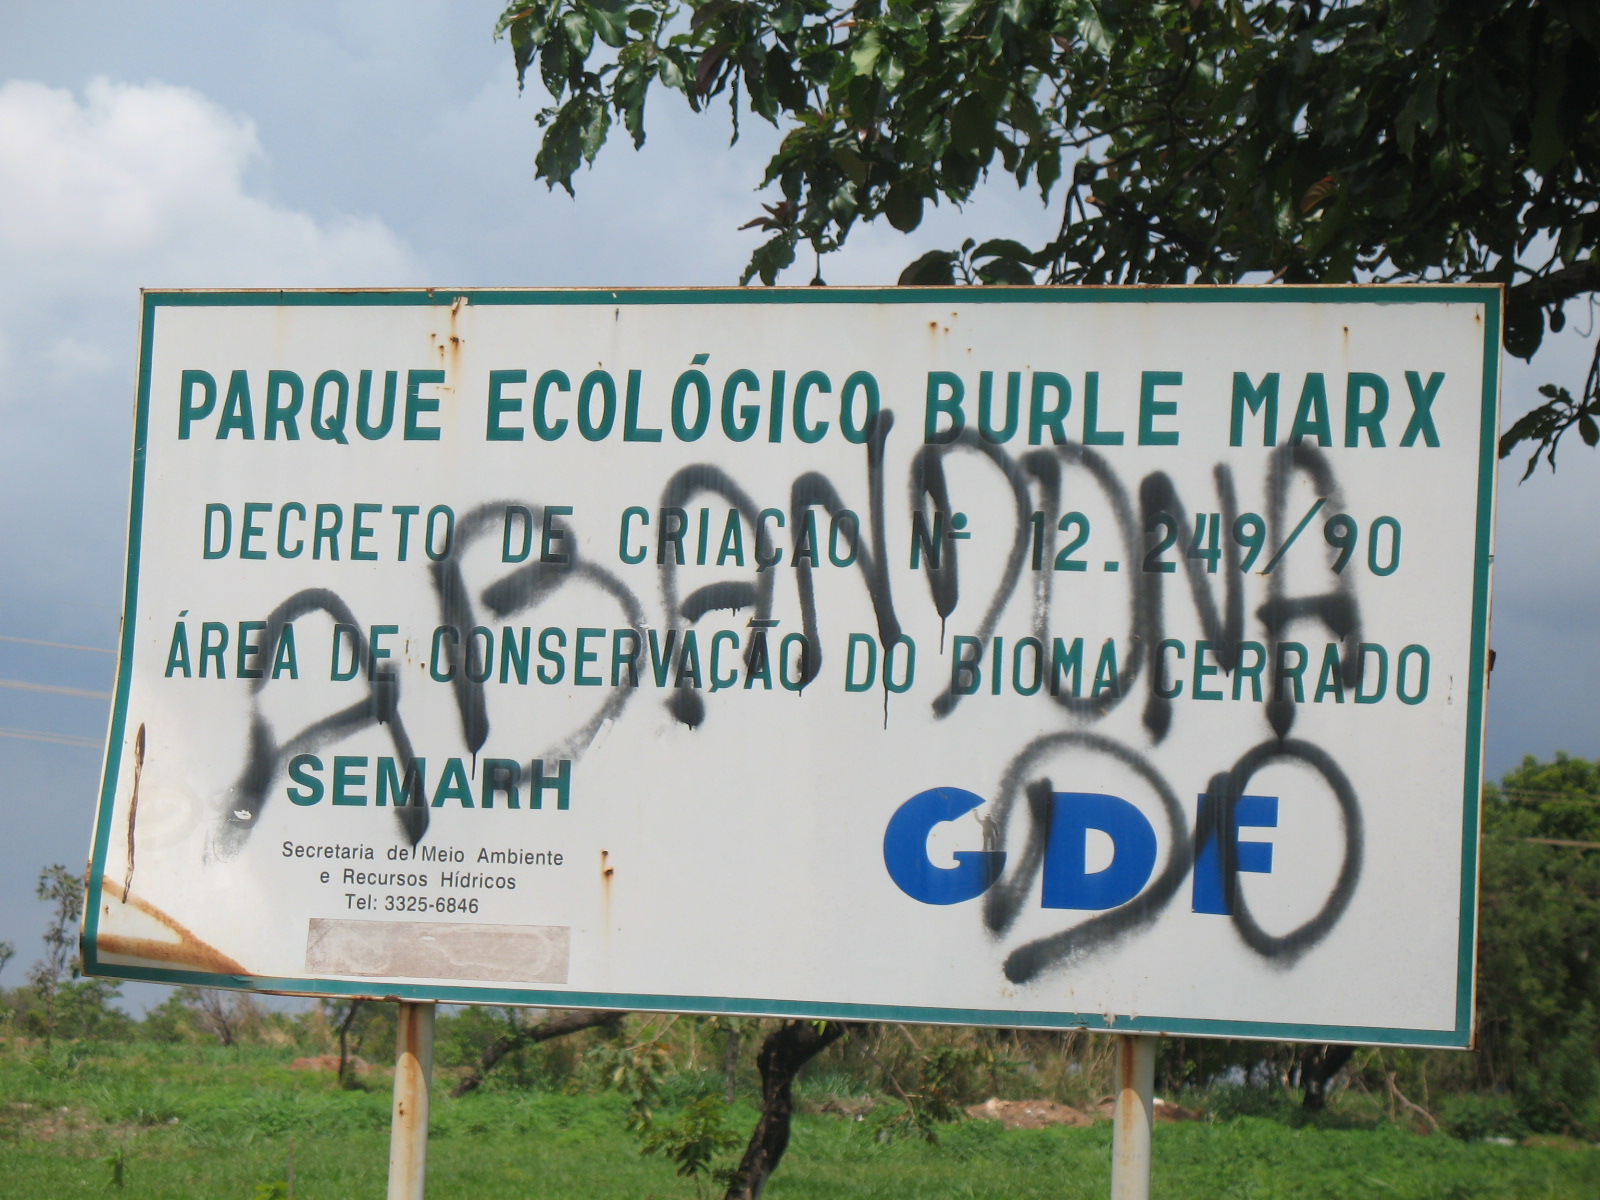 PARQUE ECOLÓGICO BURLE MARX
DECRETO DE CRIAÇÃO Nº 12.249/90
ÁREA DE CONSERVAÇÃO DO BIOMA CERRADO
SEMARH
Secretaria de Meio Ambiente
e Recursos Hídricos
Tel: 3325-6846
GDF
ABANDONADO